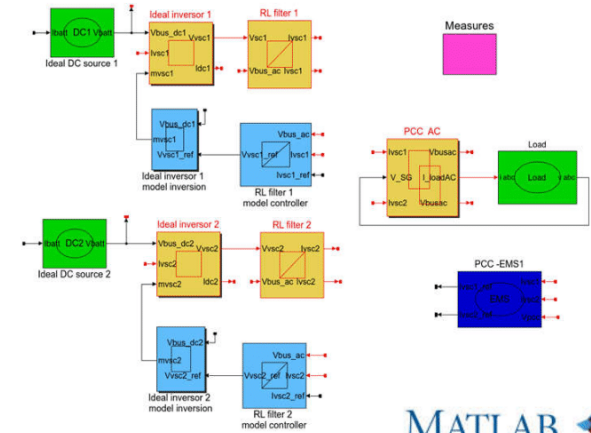 Ideal inversor 1
RL filter 1
Measures
Ibatt DC1 Vbatt
Vbus_dc1
Vvsc1
Vsc1
Ivsc1
Ivsc1
mvsc1
Idc1
Vbus_ac
Ivsc1
Ideal DC source 1
Vbus_dc1
mvsc1
Vvsc1_ref
Vbus_ac
Vvsc1_ref
Ivsc1
Ivsc1_ref
Ideal inversor 1
model inversion
RL filter 1
model controller
PCC AC
Load
Ivsc1
Vbusac
V_SG
I_loadAC
Ivsc2
Vbusac
I abc
Load
Ideal inversor 2
RL filter 2
Ibatt DC2 Vbatt
Vbus_dc2
Vvsc2
Vvsc2
Ivsc2
Ivsc2
mvsc2
Idc2
Vbus_ac
Ivsc2
Ideal DC source 2
Vbus_dc2
mvsc2
Vvsc2_ref
Vbus_ac
Vvsc2_ref
Ivsc2
Ivsc2_ref
Ideal inversor 2
model inversion
RL filter 2
model controller
PCC -EMS1
EMS
MATLAB